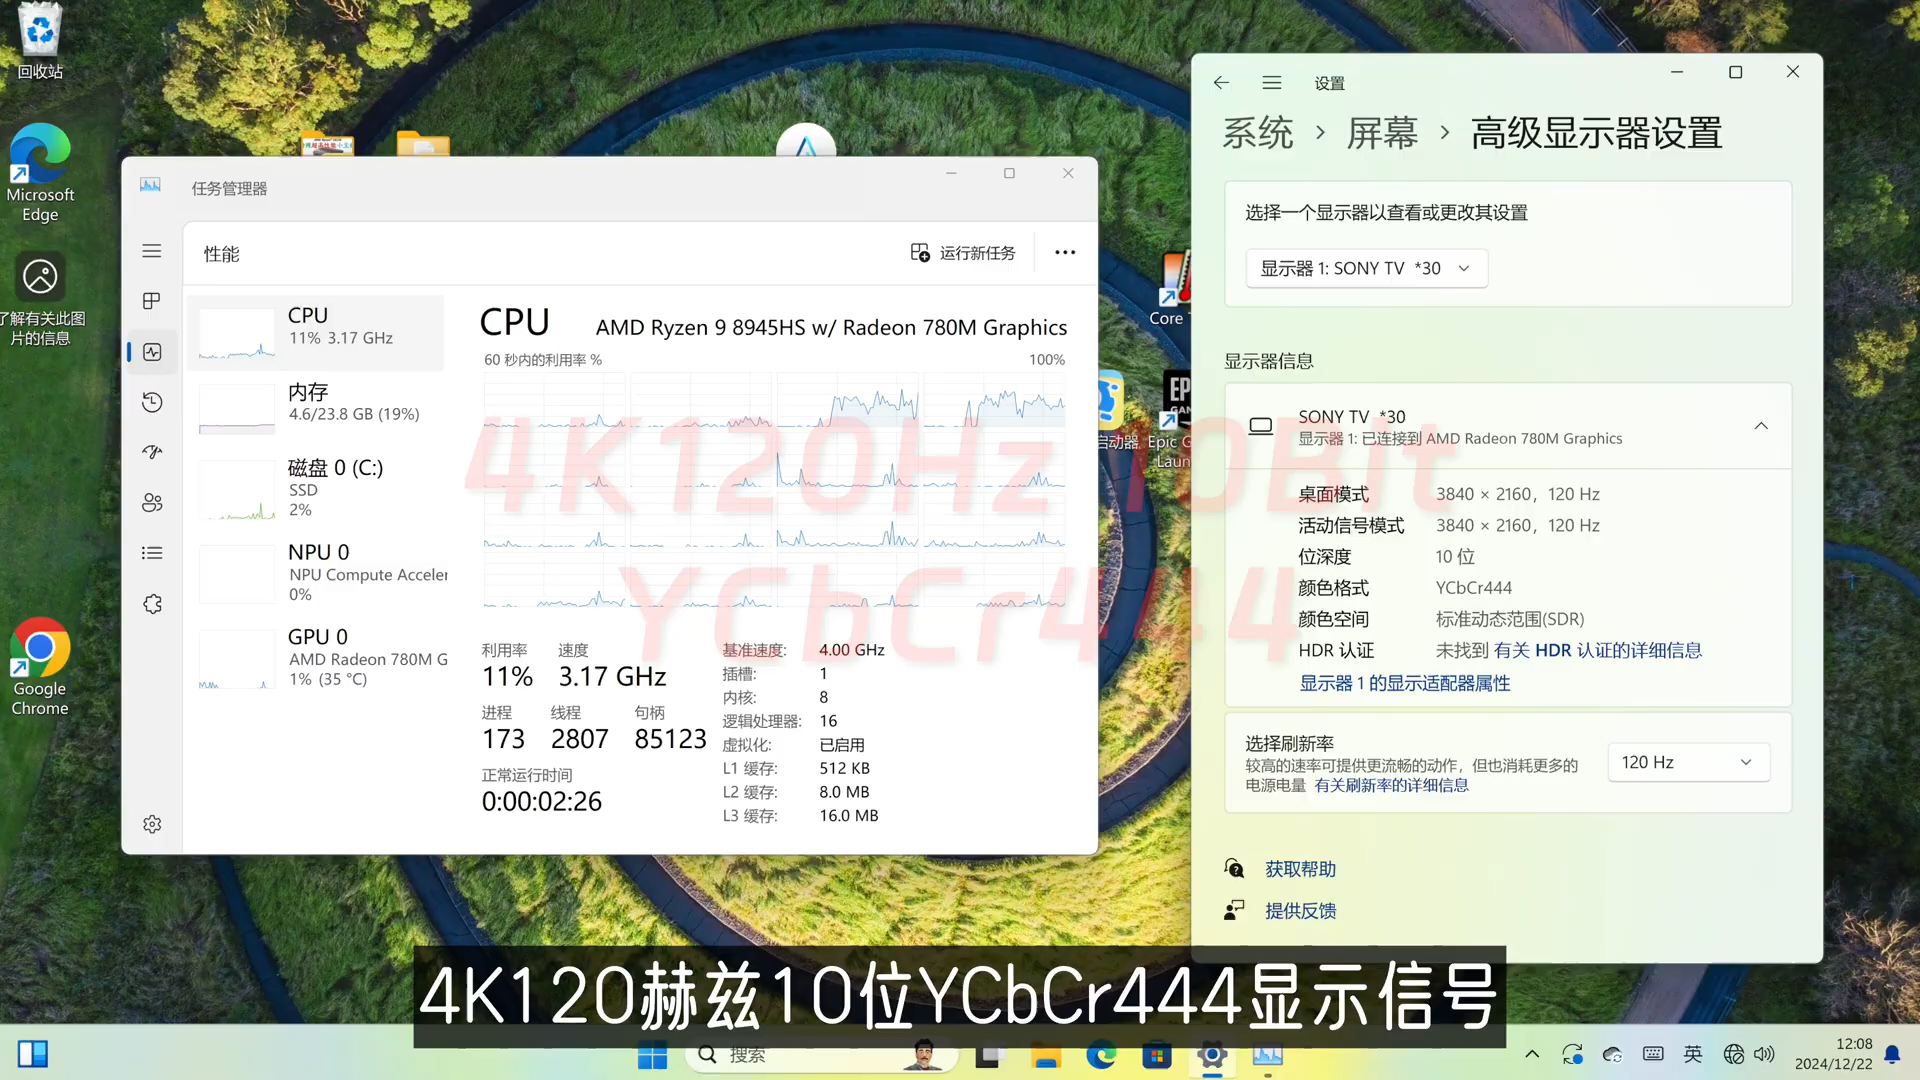 回收站
Microsoft
Edge
了解有关此图
片的信息
Google
Chrome
任务管理器
性能
运行新任务
CPU
11% 3.17 GHz
内存
4.6/23.8 GB (19%)
磁盘 0 (C:)
SSD
2%
NPU 0
NPU Compute Acceler
0%
GPU 0
AMD Radeon 780M G
1% (35 °C)
CPU
AMD Ryzen 9 8945HS w/ Radeon 780M Graphics
60 秒内的利用率 %
100%
4K120Hz 10Bit
YCbCr444
利用率
速度
11%
3.17 GHz
进程
线程
句柄
173
2807
85123
正常运行时间
0:00:02:26
基准速度: 4.00 GHz
插槽: 1
内核: 8
逻辑处理器: 16
虚拟化: 已启用
L1 缓存: 512 KB
L2 缓存: 8.0 MB
L3 缓存: 16.0 MB
Core
启动器
EP
GAN
Epic G
Laun
设置
系统 › 屏幕 › 高级显示器设置
选择一个显示器以查看或更改其设置
显示器 1: SONY TV *30
显示器信息
SONY TV *30
显示器 1: 已连接到 AMD Radeon 780M Graphics
桌面模式 3840 × 2160，120 Hz
活动信号模式 3840 × 2160，120 Hz
位深度 10 位
颜色格式 YCbCr444
颜色空间 标准动态范围(SDR)
HDR 认证 未找到 有关 HDR 认证的详细信息
显示器 1 的显示适配器属性
选择刷新率
较高的速率可提供更流畅的动作，但也消耗更多的
电源电量 有关刷新率的详细信息
120 Hz
获取帮助
提供反馈
4K120赫兹10位YCbCr444显示信号
搜索
英
12:08
2024/12/22